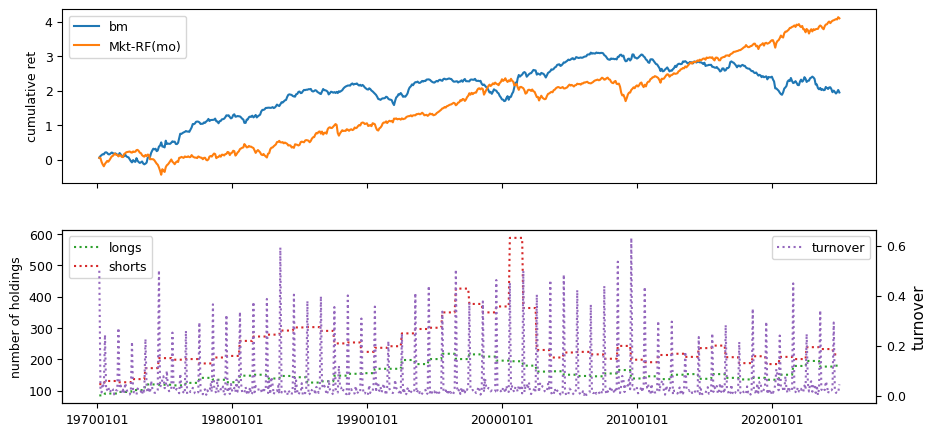 bm
Mkt-RF(mo)
cumulative ret
4
3
2
1
0
longs
shorts
turnover
number of holdings
600
500
400
300
200
100
0.6
0.4
0.2
0.0
turnover
19700101 19800101 19900101 20000101 20100101 20200101